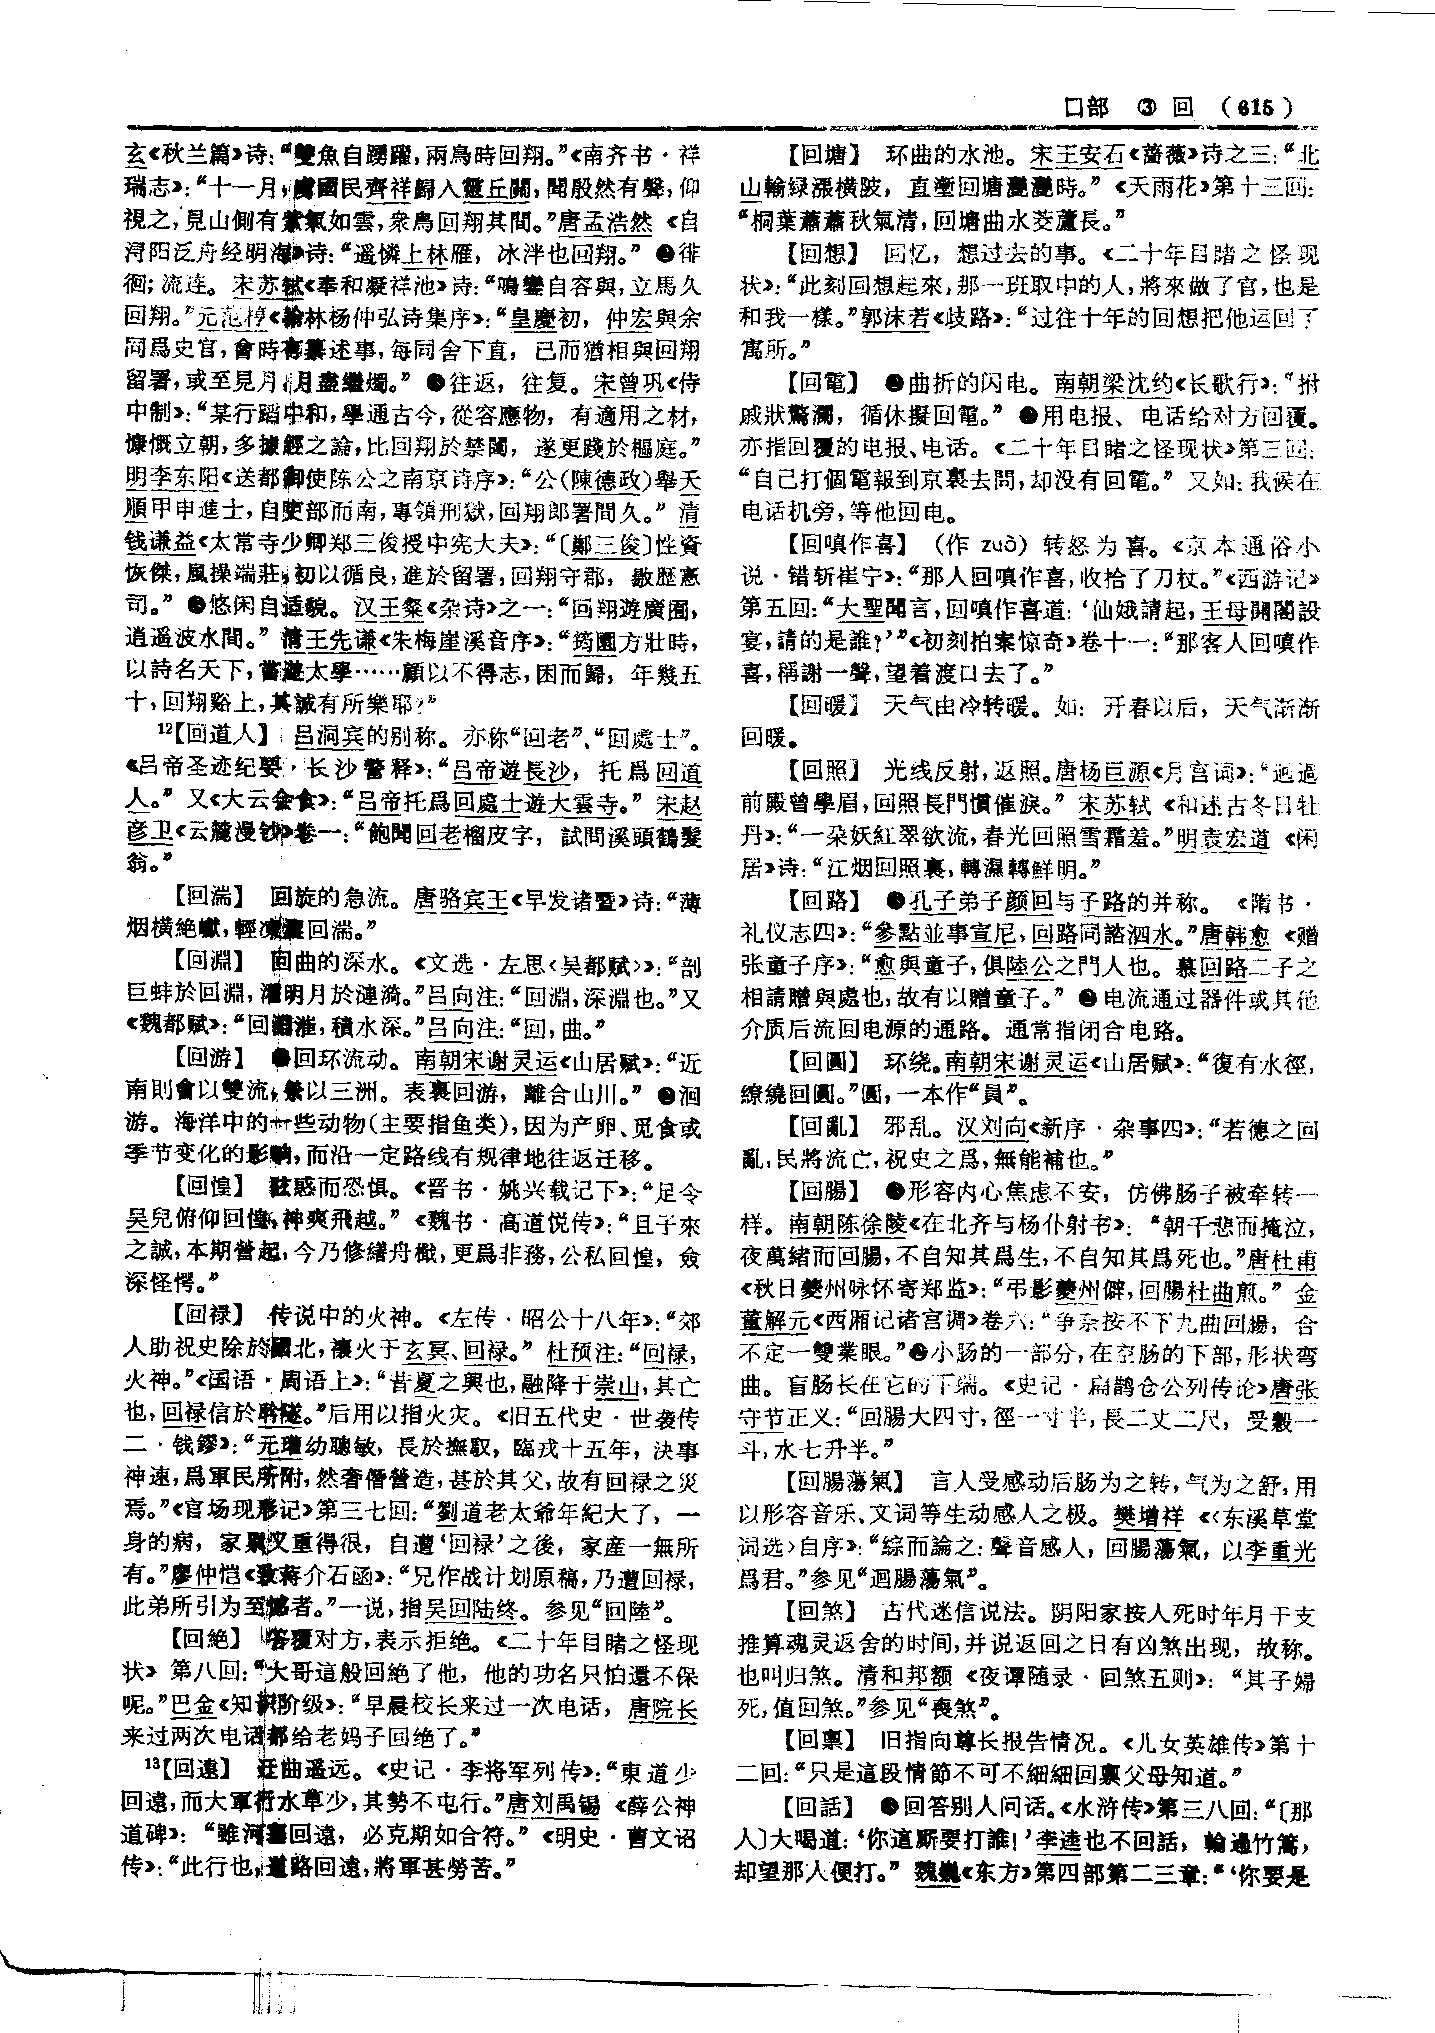 口部 ③ 回 （615）
玄《秋兰篇》诗：“雙魚自踴躍，兩鳥時回翔。”《南齐书·祥
瑞志》：“十一月，虜國民齊祥歸入靈丘關，聞殷然有聲，仰
視之，見山側有紫氣如雲，衆鳥回翔其間。”唐孟浩然《自
浔阳泛舟经明海》诗：“遥憐上林雁，冰泮也回翔。” ❷徘
徊；流连。宋苏轼《奉和凝祥池》诗：“鳴鑾自容與，立馬久
回翔。”元范梈《翰林杨仲弘诗集序》：“皇慶初，仲宏與余
同爲史官，會時有纂述事，每同舍下直，已而猶相與回翔
留署，或至見月，月盡繼燭。” ❸往返，往复。宋曾巩《侍
中制》：“某行蹈中和，學通古今，從容應物，有適用之材，
慷慨立朝，多據經之論，比回翔於禁闥，遂更踐於樞庭。”
明李东阳《送都御使陈公之南京诗序》：“公（陳德政）舉天
順甲申進士，自吏部而南，專領刑獄，回翔郎署間久。” 清
钱谦益《太常寺少卿郑三俊授中宪大夫》：“〔鄭三俊〕性資
恢傑，風操端莊，初以循良，進於留署，回翔守郡，敭歷憲
司。” ❹悠闲自适貌。汉王粲《杂诗》之一：“回翔遊廣囿，
逍遥波水間。” 清王先谦《朱梅崖溪音序》：“筠園方壯時，
以詩名天下，嘗遊太學……顧以不得志，困而歸，年幾五
十，回翔谿上，其誠有所樂耶？”
12【回道人】 吕洞宾的别称。亦称“回老”、“回處士”。
《吕帝圣迹纪要·长沙警释》：“吕帝遊長沙，托爲回道
人。” 又《大云会食》：“吕帝托爲回處士遊大雲寺。” 宋赵
彦卫《云麓漫钞》卷一：“飽聞回老榴皮字，試問溪頭鶴髮
翁。”
【回湍】 回旋的急流。唐骆宾王《早发诸暨》诗：“薄
烟横絶巘，輕凍澀回湍。”
【回淵】 回曲的深水。《文选·左思〈吴都赋〉》：“剖
巨蚌於回淵，濯明月於漣漪。”吕向注：“回淵，深淵也。”又
《魏都赋》：“回淵漼，積水深。”吕向注：“回，曲。”
【回游】 ❶回环流动。南朝宋谢灵运《山居赋》：“近
南則會以雙流，縈以三洲。表裏回游，離合山川。” ❷洄
游。海洋中的一些动物（主要指鱼类），因为产卵、觅食或
季节变化的影响，而沿一定路线有规律地往返迁移。
【回惶】 眩惑而恐惧。《晋书·姚兴载记下》：“足令
吴兒俯仰回惶，神爽飛越。” 《魏书·高道悦传》：“且子來
之誠，本期營起，今乃修繕舟檝，更爲非務，公私回惶，僉
深怪愕。”
【回禄】 传说中的火神。《左传·昭公十八年》：“郊
人助祝史除於國北，禳火于玄冥、回禄。” 杜预注：“回禄，
火神。”《国语·周语上》：“昔夏之興也，融降于崇山，其亡
也，回禄信於聆隧。”后用以指火灾。《旧五代史·世袭传
二·钱鏐》：“元瓘幼聰敏，長於撫馭，臨戎十五年，決事
神速，爲軍民所附，然奢僭營造，甚於其父，故有回禄之災
焉。”《官场现形记》第三七回：“劉道老太爺年紀大了，一
身的病，家累又重得很，自遭‘回禄’之後，家産一無所
有。”廖仲恺《致蒋介石函》：“兄作战计划原稿，乃遭回禄，
此弟所引为至憾者。”一说，指吴回陆终。参见“回陸”。
【回絶】 答覆对方，表示拒绝。《二十年目睹之怪现
状》 第八回：“大哥這般回絶了他，他的功名只怕還不保
呢。”巴金《知识阶级》：“早晨校长来过一次电话，唐院长
来过两次电话都给老妈子回绝了。”
13【回遠】 迂曲遥远。《史记·李将军列传》：“東道少
回遠，而大軍行水草少，其勢不屯行。”唐刘禹锡 《薛公神
道碑》：“雖河塞回遠，必克期如合符。” 《明史·曹文诏
传》：“此行也，道路回遠，將軍甚勞苦。”
【回塘】 环曲的水池。宋王安石《蔷薇》诗之三：“北
山輸緑漲横陂，直塹回塘灧灧時。” 《天雨花》第十三回：
“桐葉蕭蕭秋氣清，回塘曲水茭蘆長。”
【回想】 回忆，想过去的事。《二十年目睹之怪现
状》：“此刻回想起來，那一班取中的人，將來做了官，也是
和我一樣。”郭沫若《歧路》：“过往十年的回想把他运回了
寓所。”
【回電】 ❶曲折的闪电。南朝梁沈约《长歌行》：“拊
戚狀驚瀾，循休擬回電。” ❷用电报、电话给对方回覆。
亦指回覆的电报、电话。《二十年目睹之怪现状》第三回：
“自己打個電報到京裏去問，却没有回電。” 又如：我候在
电话机旁，等他回电。
【回嗔作喜】 （作 zuò）转怒为喜。《京本通俗小
说·错斩崔宁》：“那人回嗔作喜，收拾了刀杖。”《西游记》
第五回：“大聖聞言，回嗔作喜道：‘仙娥請起，王母開閣設
宴，請的是誰？’”《初刻拍案惊奇》卷十一：“那客人回嗔作
喜，稱謝一聲，望着渡口去了。”
【回暖】 天气由冷转暖。如：开春以后，天气渐渐
回暖。
【回照】 光线反射，返照。唐杨巨源《月宫词》：“迥過
前殿曾學眉，回照長門慣催淚。” 宋苏轼 《和述古冬日牡
丹》：“一朵妖紅翠欲流，春光回照雪霜羞。”明袁宏道 《闲
居》诗：“江烟回照裏，轉濕轉鮮明。”
【回路】 ❶孔子弟子颜回与子路的并称。 《隋书·
礼仪志四》：“參點並事宣尼，回路同諮泗水。”唐韩愈 《赠
张童子序》：“愈與童子，俱陸公之門人也。慕回路二子之
相請贈與處也，故有以贈童子。” ❷电流通过器件或其他
介质后流回电源的通路。通常指闭合电路。
【回圓】 环绕。南朝宋谢灵运《山居赋》：“復有水徑，
繚繞回圓。”圓，一本作“員”。
【回亂】 邪乱。汉刘向《新序·杂事四》：“若德之回
亂，民將流亡，祝史之爲，無能補也。”
【回腸】 ❶形容内心焦虑不安，仿佛肠子被牵转一
样。南朝陈徐陵《在北齐与杨仆射书》：“朝千悲而掩泣，
夜萬緒而回腸，不自知其爲生，不自知其爲死也。”唐杜甫
《秋日夔州咏怀寄郑监》：“弔影夔州僻，回腸杜曲煎。” 金
董解元《西厢记诸宫调》卷六：“争奈按不下九曲回腸，合
不定一雙業眼。”❷小肠的一部分，在空肠的下部，形状弯
曲。盲肠长在它的下端。《史记·扁鹊仓公列传论》唐张
守节正义：“回腸大四寸，徑一寸半，長二丈二尺，受穀一
斗，水七升半。”
【回腸蕩氣】 言人受感动后肠为之转，气为之舒，用
以形容音乐、文词等生动感人之极。樊增祥 《〈东溪草堂
词选〉自序》：“綜而論之：聲音感人，回腸蕩氣，以李重光
爲君。”参见“迴腸蕩氣”。
【回煞】 古代迷信说法。阴阳家按人死时年月干支
推算魂灵返舍的时间，并说返回之日有凶煞出现，故称。
也叫归煞。清和邦额 《夜谭随录·回煞五则》：“其子婦
死，值回煞。”参见“喪煞”。
【回禀】 旧指向尊长报告情况。《儿女英雄传》第十
二回：“只是這段情節不可不細細回禀父母知道。”
【回話】 ❶回答别人问话。《水浒传》第三八回：“〔那
人〕大喝道：‘你這厮要打誰！’李逵也不回話，輪過竹篙，
却望那人便打。” 魏巍《东方》第四部第二三章：“‘你要是